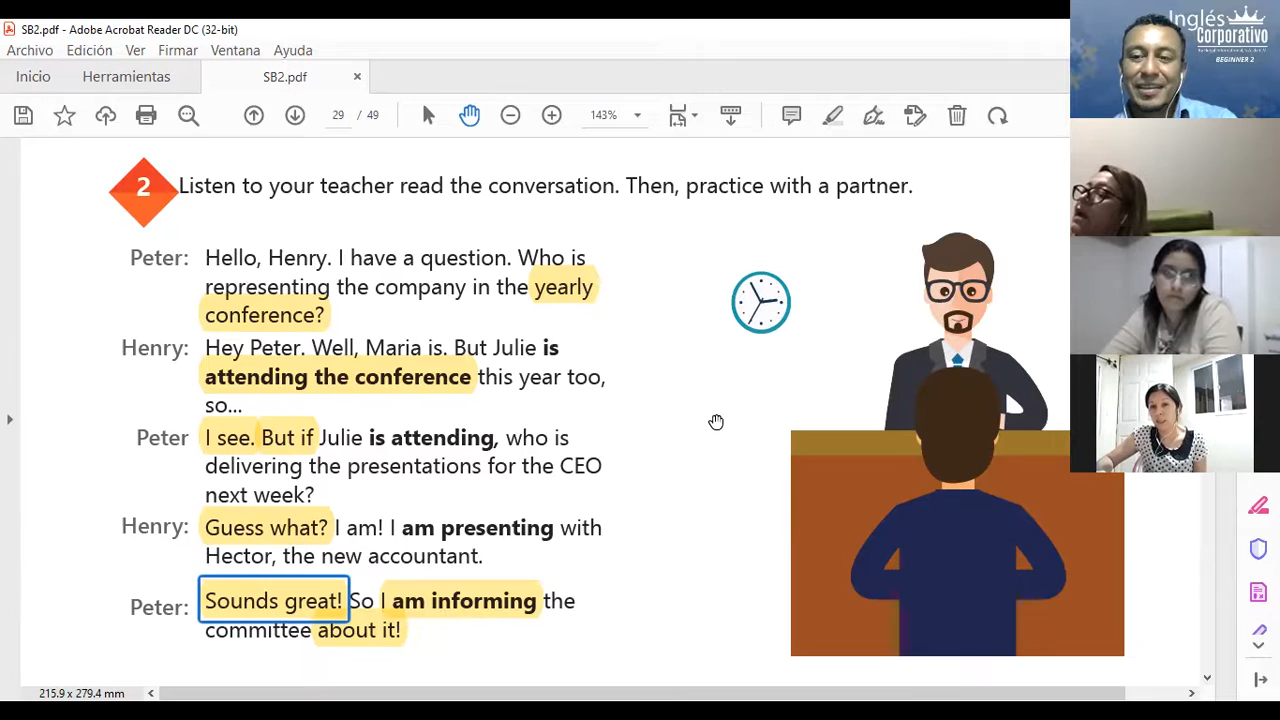 SB2.pdf - Adobe Acrobat Reader DC (32-bit)
Archivo Edición Ver Firmar Ventana Ayuda
Inicio Herramientas SB2.pdf ×
29 / 49 143%
Inglés
Corporativo
BEGINNER 2
2 Listen to your teacher read the conversation. Then, practice with a partner.
Peter: Hello, Henry. I have a question. Who is
representing the company in the yearly
conference?
Henry: Hey Peter. Well, Maria is. But Julie is
attending the conference this year too,
so...
Peter I see. But if Julie is attending, who is
delivering the presentations for the CEO
next week?
Henry: Guess what? I am! I am presenting with
Hector, the new accountant.
Peter: Sounds great! So I am informing the
committee about it!
215.9 x 279.4 mm